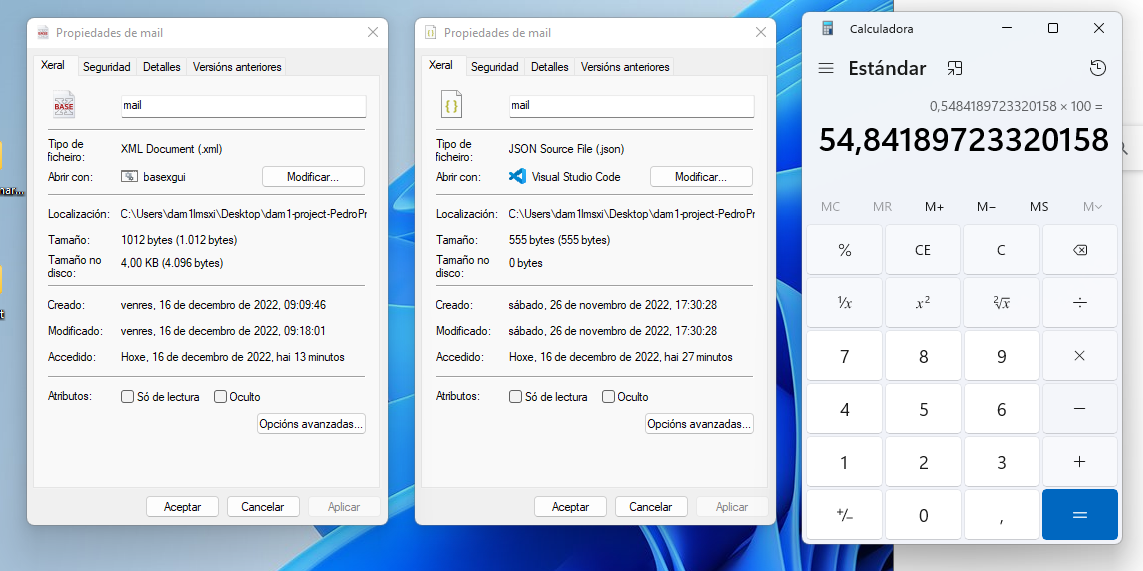 Propiedades de mail
Xeral Seguridad Detalles Versións anteriores
BASE
mail
Tipo de ficheiro: XML Document (.xml)
Abrir con: basexgui Modificar...
Localización: C:\Users\dam1lmsxi\Desktop\dam1-project-PedroPr
Tamaño: 1012 bytes (1.012 bytes)
Tamaño no disco: 4,00 KB (4.096 bytes)
Creado: venres, 16 de decembro de 2022, 09:09:46
Modificado: venres, 16 de decembro de 2022, 09:18:01
Accedido: Hoxe, 16 de decembro de 2022, hai 13 minutos
Atributos: Só de lectura Oculto
Opcións avanzadas...
Aceptar Cancelar Aplicar
Propiedades de mail
Xeral Seguridad Detalles Versións anteriores
{ }
mail
Tipo de ficheiro: JSON Source File (.json)
Abrir con: Visual Studio Code Modificar...
Localización: C:\Users\dam1lmsxi\Desktop\dam1-project-PedroPr
Tamaño: 555 bytes (555 bytes)
Tamaño no disco: 0 bytes
Creado: sábado, 26 de novembro de 2022, 17:30:28
Modificado: sábado, 26 de novembro de 2022, 17:30:28
Accedido: Hoxe, 16 de decembro de 2022, hai 27 minutos
Atributos: Só de lectura Oculto
Opcións avanzadas...
Aceptar Cancelar Aplicar
Calculadora
Estándar
0,5484189723320158 × 100 =
54,84189723320158
MC MR M+ M− MS M˅
% CE C
¹/x x² ²√x ÷
7 8 9 ×
4 5 6 −
1 2 3 +
+/− 0 , =